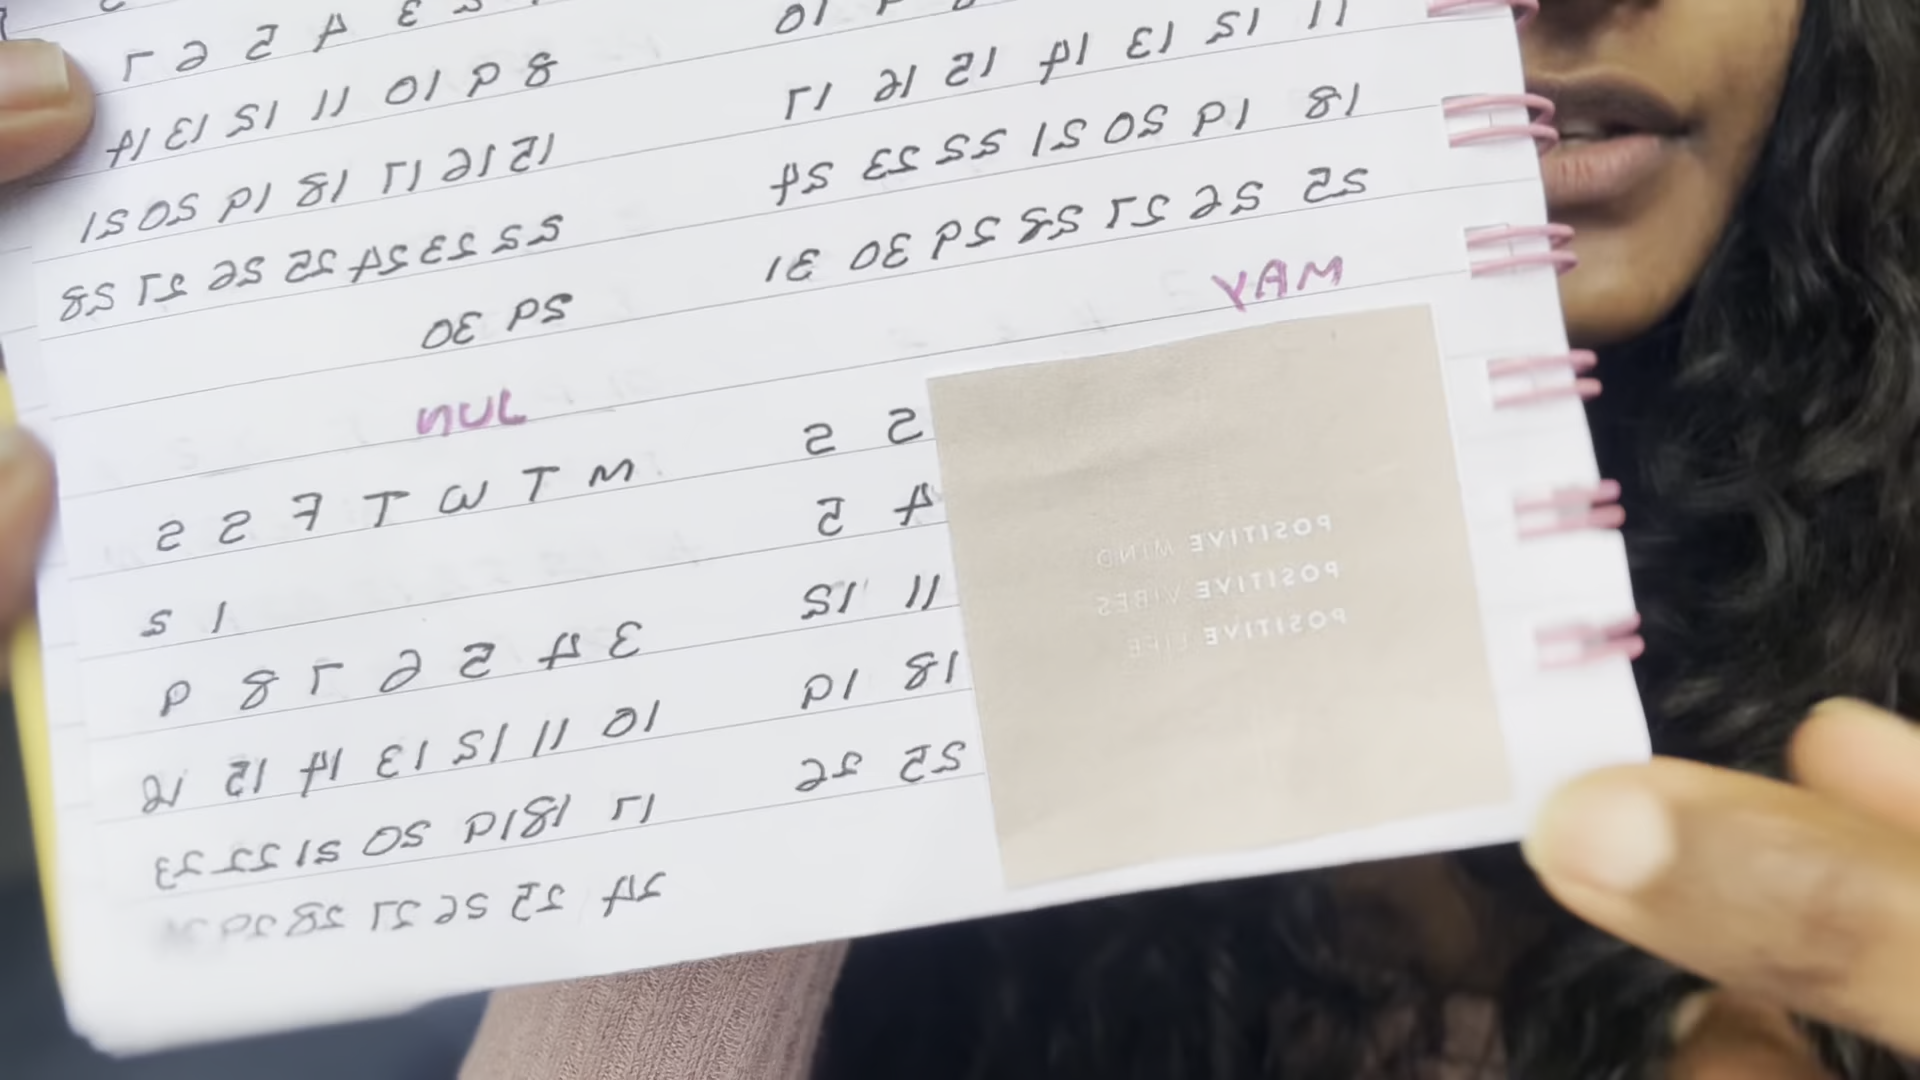 3 4 5 6 7
11 12 13 14 15 16 17
8 9 10 11 12 13 14
18 19 20 21 22 23 24
15 16 17 18 19 20 21
25 26 27 28 29 30 31
22 23 24 25 26 27 28
29 30
MAY
JUN
S S
M T W T F S S
4 5
POSITIVE MIND
POSITIVE VIBES
POSITIVE LIFE
11 12
1 2
18 19
3 4 5 6 7 8 9
25 26
10 11 12 13 14 15 16
17 18 19 20 21 22 23
24 25 26 27 28 29